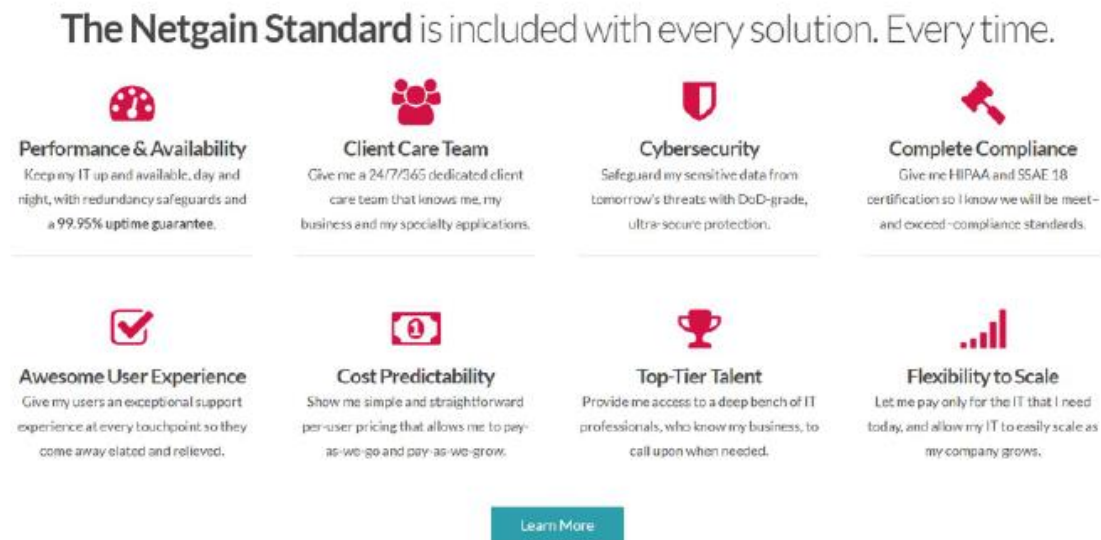 The Netgain Standard is included with every solution. Every time.
Performance & Availability
Keep my IT up and available, day and
night, with redundancy safeguards and
a 99.95% uptime guarantee.
Client Care Team
Give me a 24/7/365 dedicated client
care team that knows me, my
business and my specialty applications.
Cybersecurity
Safeguard my sensitive data from
tomorrow's threats with DoD-grade,
ultra-secure protection.
Complete Compliance
Give me HIPAA and SSAE 18
certification so I know we will be meet–
and exceed–compliance standards.
Awesome User Experience
Give my users an exceptional support
experience at every touchpoint so they
come away elated and relieved.
1
Cost Predictability
Show me simple and straightforward
per-user pricing that allows me to pay-
as-we-go and pay-as-we-grow.
Top-Tier Talent
Provide me access to a deep bench of IT
professionals, who know my business, to
call upon when needed.
Flexibility to Scale
Let me pay only for the IT that I need
today, and allow my IT to easily scale as
my company grows.
Learn More